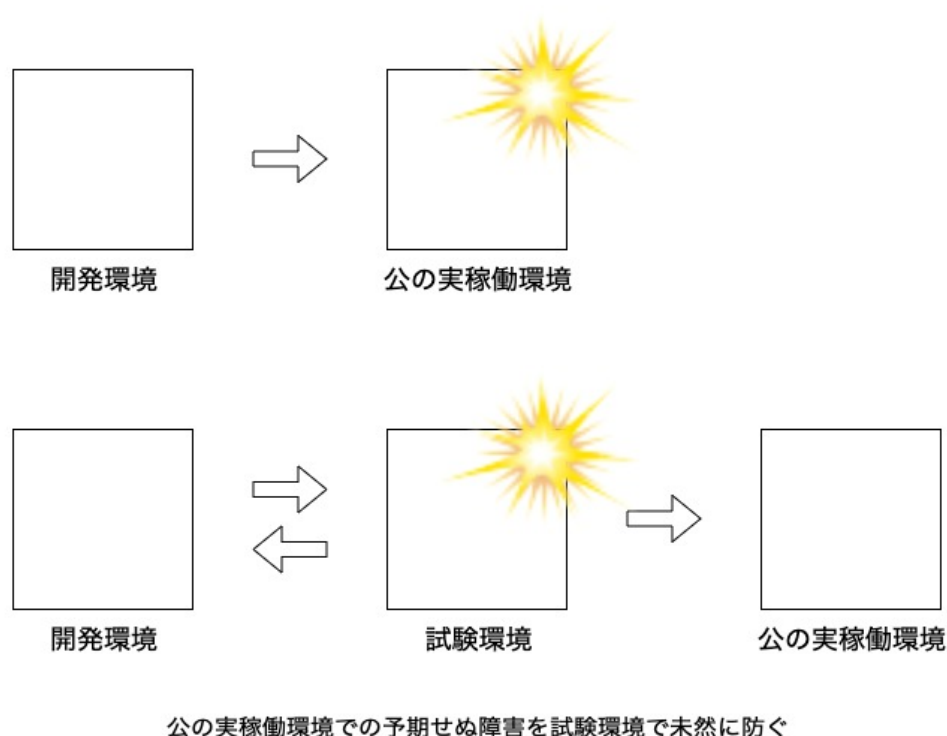 開発環境
公の実稼働環境
開発環境
試験環境
公の実稼働環境
公の実稼働環境での予期せぬ障害を試験環境で未然に防ぐ